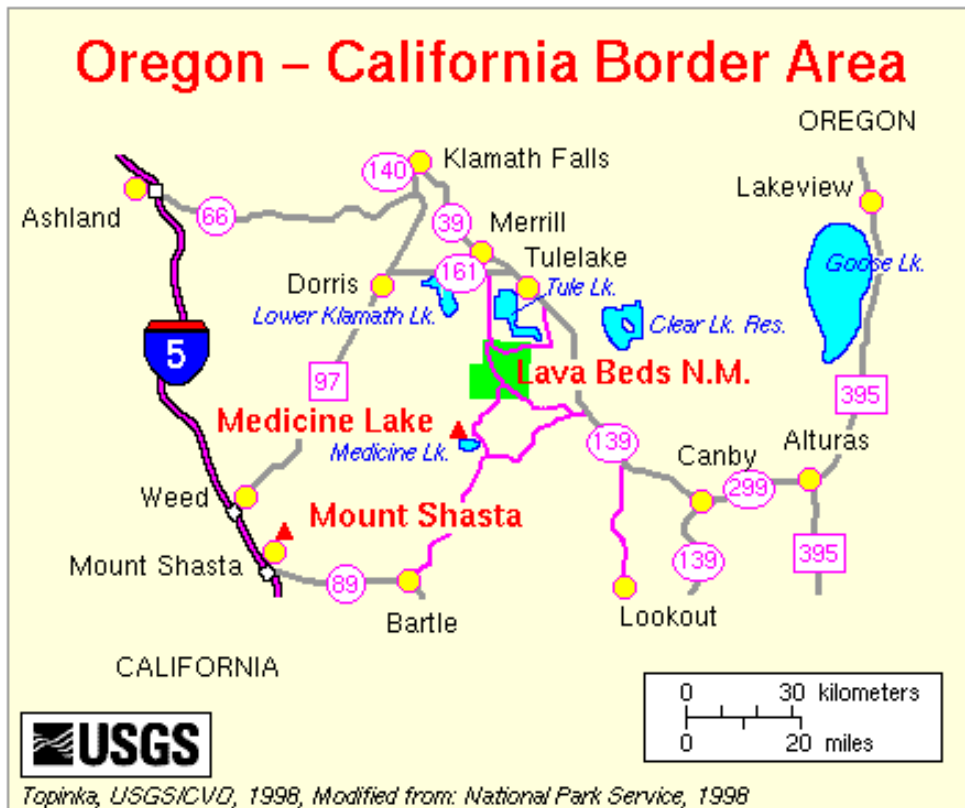 Oregon – California Border Area
OREGON
Klamath Falls
140
Lakeview
Ashland
66
39
Merrill
Tulelake
161
Dorris
Goose Lk.
Tule Lk.
Lower Klamath Lk.
Clear Lk. Res.
5
97
Lava Beds N.M.
395
Medicine Lake
Medicine Lk.
139
Canby
Alturas
299
Weed
Mount Shasta
395
139
Mount Shasta
89
Bartle
Lookout
CALIFORNIA
0 30 kilometers
0 20 miles
USGS
Topinka, USGS/CVO, 1998, Modified from: National Park Service, 1998